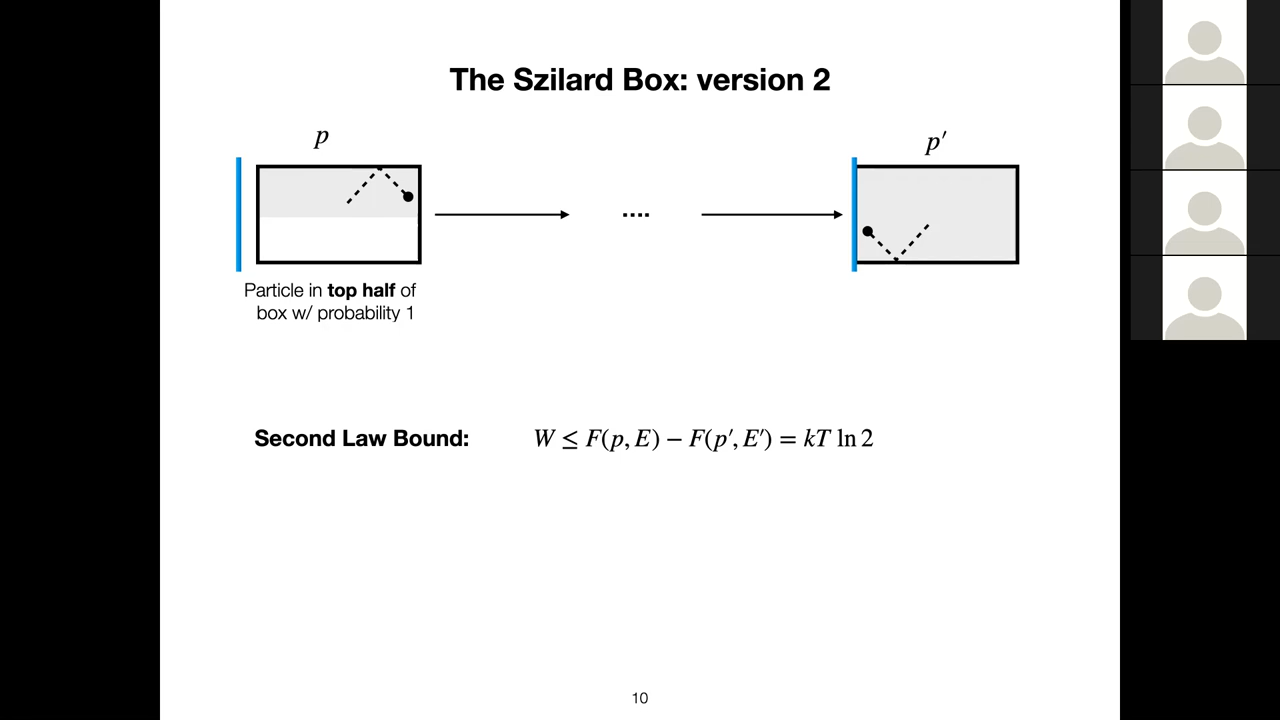 The Szilard Box: version 2
p
p′
....
Particle in top half of
box w/ probability 1
Second Law Bound: W ≤ F(p, E) − F(p′, E′) = kT ln 2
10